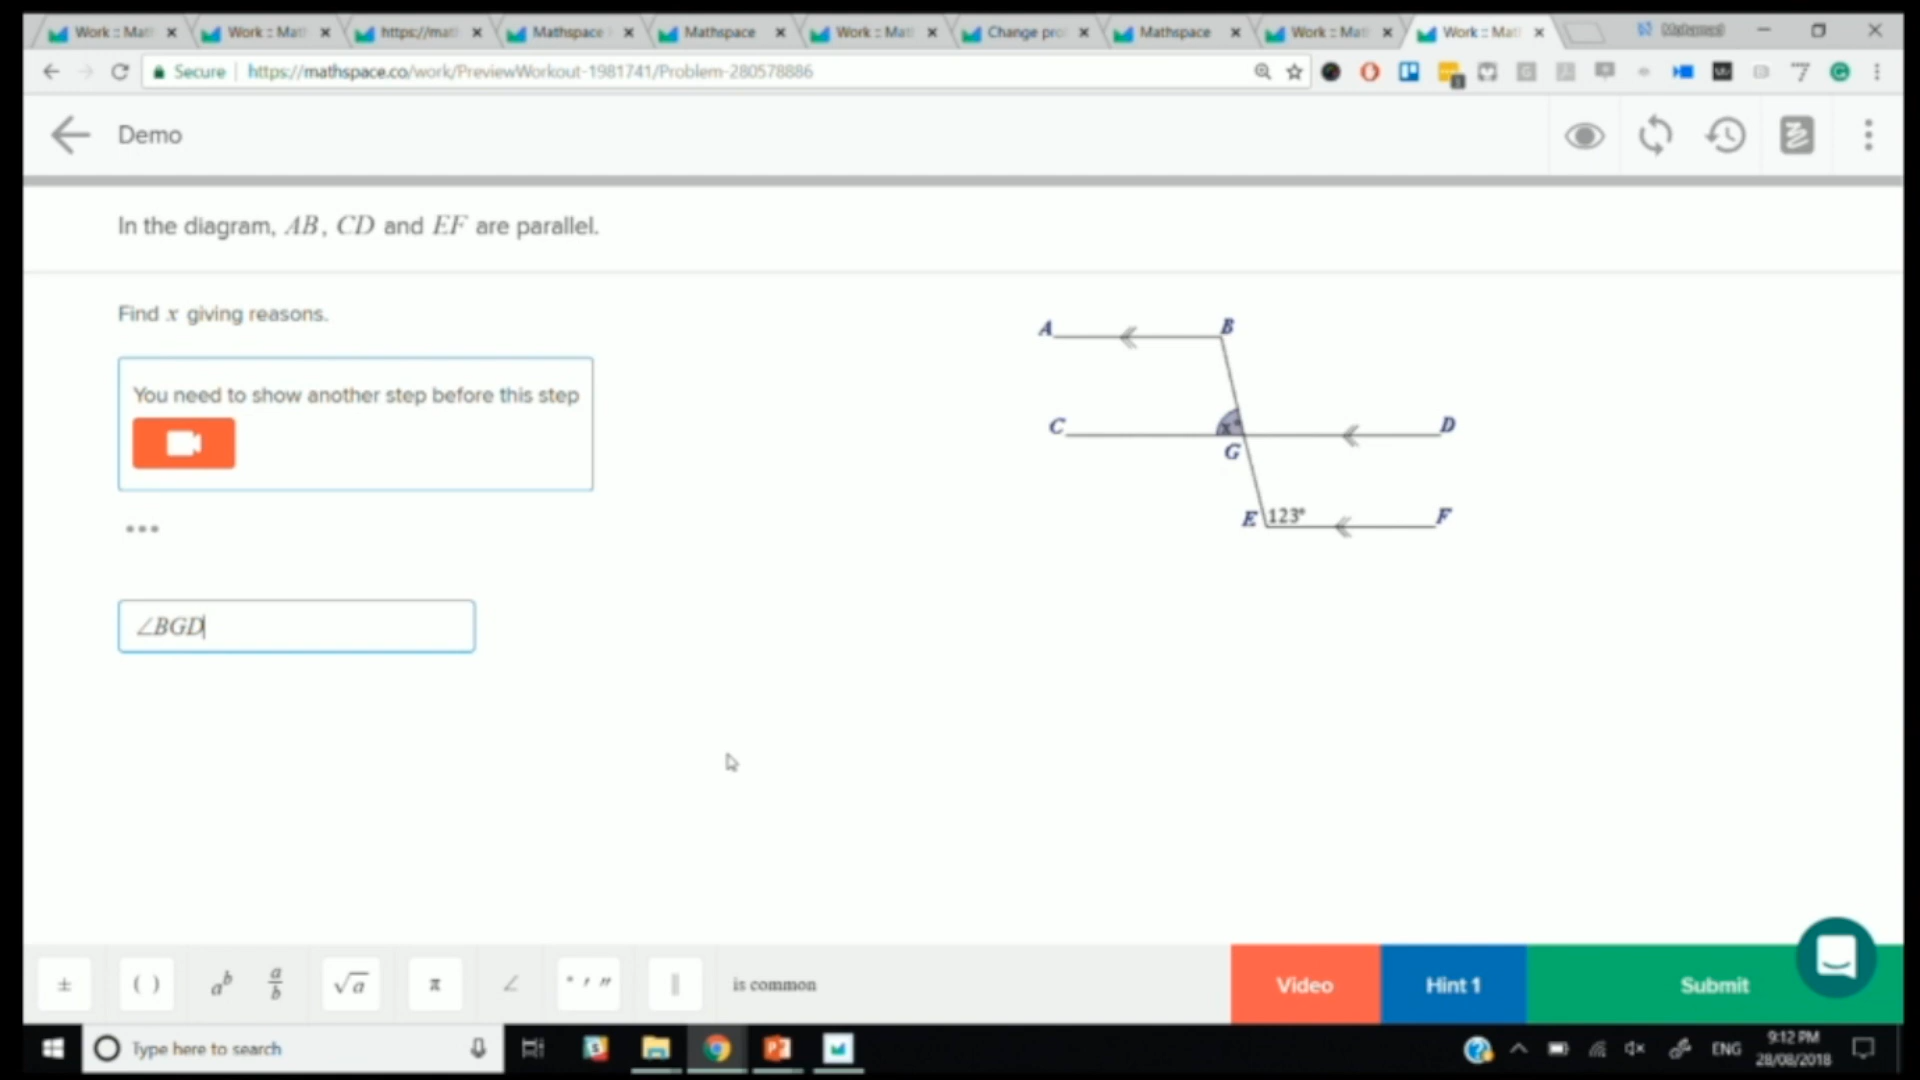 Work :: Mat
Work :: Mat
https://mat
Mathspace
Mathspace
Work :: Mat
Change pro
Mathspace
Work :: Mat
Work :: Mat
Secure
https://mathspace.co/work/PreviewWorkout-1981741/Problem-280578886
Demo
In the diagram, AB, CD and EF are parallel.
Find x giving reasons.
You need to show another step before this step
∠BGD
A
B
C
x°
D
G
E
123°
F
±
( )
a^b
a/b
√a
π
∠
° ′ ″
||
is common
Video
Hint 1
Submit
Type here to search
ENG
9:12 PM
28/08/2018